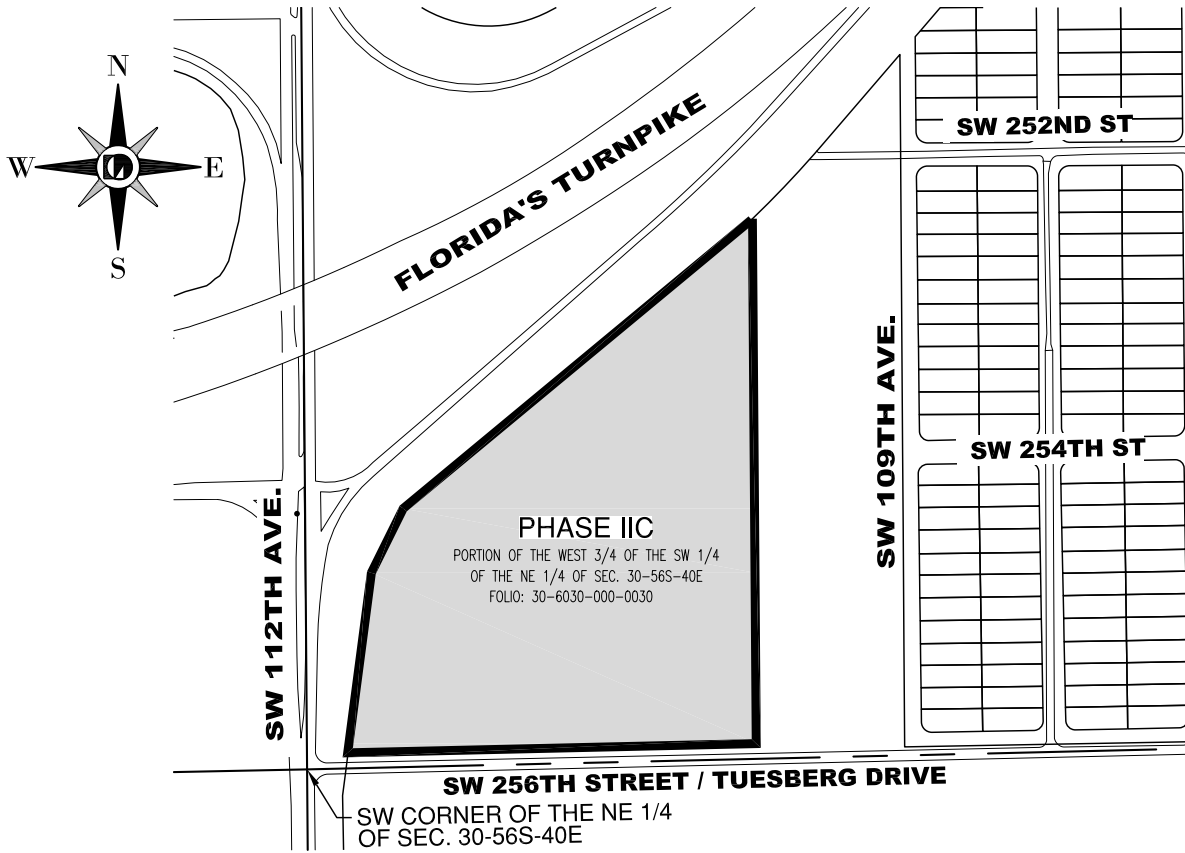 N
W
E
S
FLORIDA'S TURNPIKE
SW 252ND ST
SW 109TH AVE.
SW 254TH ST
SW 112TH AVE.
PHASE IIC
PORTION OF THE WEST 3/4 OF THE SW 1/4
OF THE NE 1/4 OF SEC. 30-56S-40E
FOLIO: 30-6030-000-0030
SW 256TH STREET / TUESBERG DRIVE
SW CORNER OF THE NE 1/4
OF SEC. 30-56S-40E